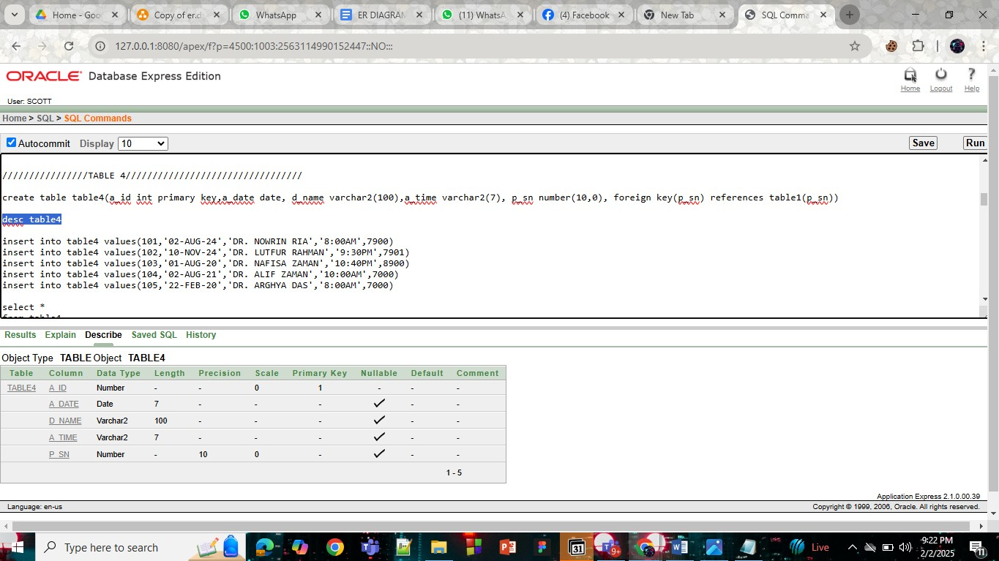 Home - Goo
Copy of er.d
WhatsApp
ER DIAGRAM
(11) WhatsA
(4) Facebook
New Tab
SQL Comma
127.0.0.1:8080/apex/f?p=4500:1003:2563114990152447::NO:::
ORACLE Database Express Edition
Home Logout Help
User: SCOTT
Home > SQL > SQL Commands
Autocommit Display 10 Save Run
////////////////TABLE 4/////////////////////////////////
create table table4(a_id int primary key,a_date date, d_name varchar2(100),a_time varchar2(7), p_sn number(10,0), foreign key(p_sn) references table1(p_sn))
desc table4
insert into table4 values(101,'02-AUG-24','DR. NOWRIN RIA','8:00AM',7900)
insert into table4 values(102,'10-NOV-24','DR. LUTFUR RAHMAN','9:30PM',7901)
insert into table4 values(103,'01-AUG-20','DR. NAFISA ZAMAN','10:40PM',8900)
insert into table4 values(104,'02-AUG-21','DR. ALIF ZAMAN','10:00AM',7000)
insert into table4 values(105,'22-FEB-20','DR. ARGHYA DAS','8:00AM',7000)
select *
from table4
Results Explain Describe Saved SQL History
Object Type TABLE Object TABLE4
Table Column Data Type Length Precision Scale Primary Key Nullable Default Comment
TABLE4 A_ID Number - - 0 1 - - -
A_DATE Date 7 - - - ✓ - -
D_NAME Varchar2 100 - - - ✓ - -
A_TIME Varchar2 7 - - - ✓ - -
P_SN Number - 10 0 - ✓ - -
1 - 5
Application Express 2.1.0.00.39
Language: en-us Copyright © 1999, 2006, Oracle. All rights reserved.
Type here to search
31
9+
Live
9:22 PM
2/2/2025
11